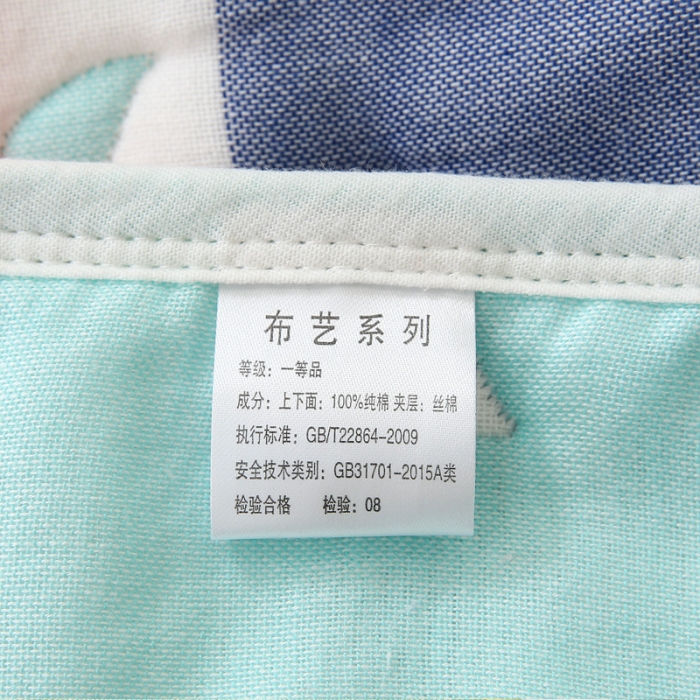 布艺系列
等级：一等品
成分：上下面：100%纯棉 夹层：丝棉
执行标准：GB/T22864-2009
安全技术类别：GB31701-2015A类
检验合格 检验：08